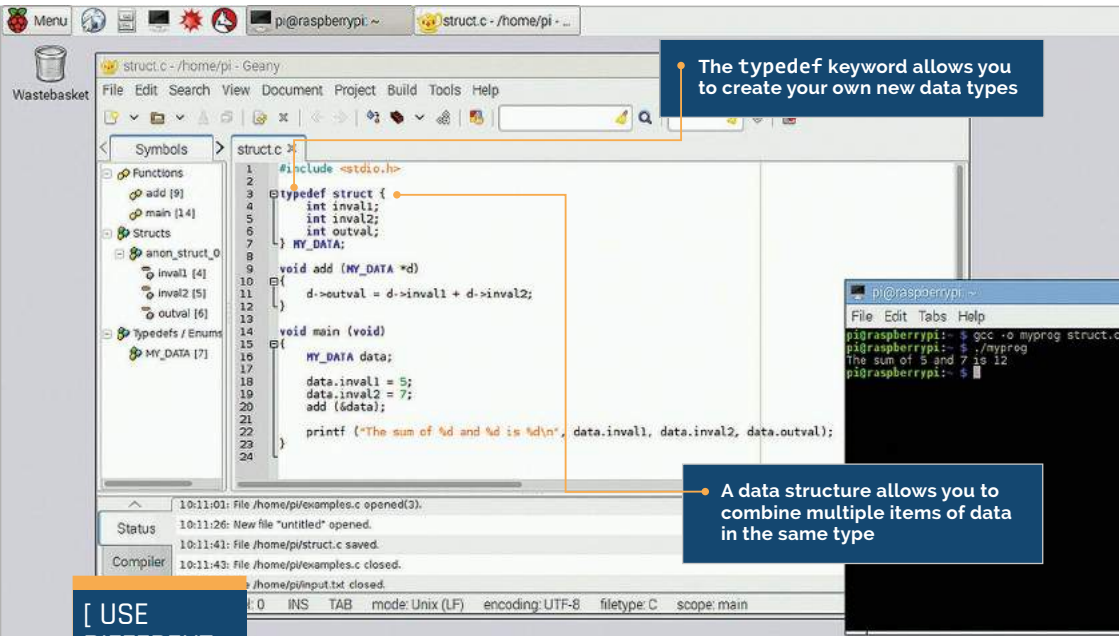 Menu
pi@raspberrypi: ~
struct.c - /home/pi - ...
Wastebasket
struct.c - /home/pi - Geany
File Edit Search View Document Project Build Tools Help
The typedef keyword allows you
to create your own new data types
Symbols
struct.c
Functions
add [9]
main [14]
Structs
anon_struct_0
inval1 [4]
inval2 [5]
outval [6]
Typedefs / Enums
MY_DATA [7]
1 #include <stdio.h>
2
3 typedef struct {
4 int inval1;
5 int inval2;
6 int outval;
7 } MY_DATA;
8
9 void add (MY_DATA *d)
10 {
11 d->outval = d->inval1 + d->inval2;
12 }
13
14 void main (void)
15 {
16 MY_DATA data;
17
18 data.inval1 = 5;
19 data.inval2 = 7;
20 add (&data);
21
22 printf ("The sum of %d and %d is %d\n", data.inval1, data.inval2, data.outval);
23 }
24
pi@raspberrypi: ~
File Edit Tabs Help
pi@raspberrypi:~ $ gcc -o myprog struct.c
pi@raspberrypi:~ $ ./myprog
The sum of 5 and 7 is 12
pi@raspberrypi:~ $
A data structure allows you to
combine multiple items of data
in the same type
Status
Compiler
10:11:01: File /home/pi/examples.c opened(3).
10:11:26: New file "untitled" opened.
10:11:41: File /home/pi/struct.c saved.
10:11:43: File /home/pi/examples.c closed.
/home/pi/input.txt closed.
: 0 INS TAB mode: Unix (LF) encoding: UTF-8 filetype: C scope: main
[ USE